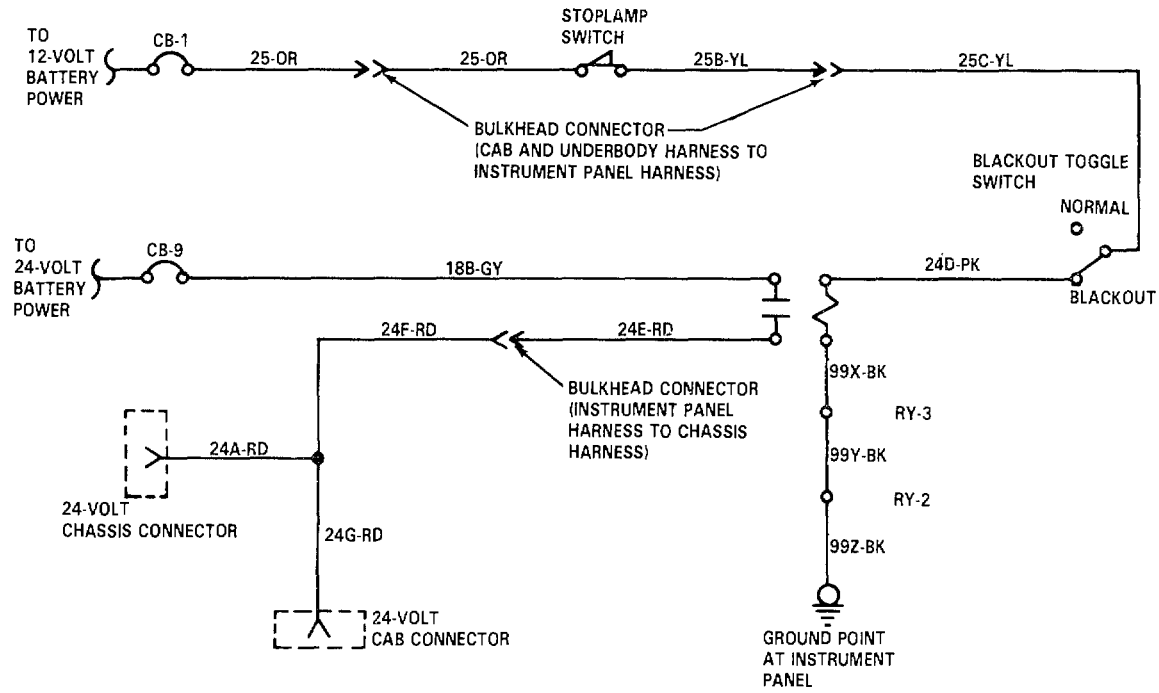 STOPLAMP
SWITCH
TO
12-VOLT
BATTERY
POWER
CB-1
25-OR
25-OR
25B-YL
25C-YL
BULKHEAD CONNECTOR
(CAB AND UNDERBODY HARNESS TO
INSTRUMENT PANEL HARNESS)
BLACKOUT TOGGLE
SWITCH
NORMAL
BLACKOUT
TO
24-VOLT
BATTERY
POWER
CB-9
18B-GY
24D-PK
24F-RD
24E-RD
BULKHEAD CONNECTOR
(INSTRUMENT PANEL
HARNESS TO CHASSIS
HARNESS)
99X-BK
RY-3
99Y-BK
RY-2
99Z-BK
24A-RD
24-VOLT
CHASSIS CONNECTOR
24G-RD
24-VOLT
CAB CONNECTOR
GROUND POINT
AT INSTRUMENT
PANEL